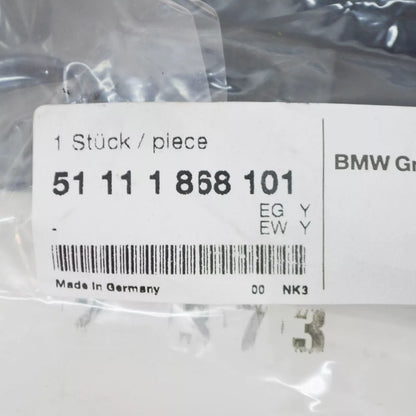 1 Stück / piece
51 11 1 868 101
EG Y
- EW Y
Made in Germany 00 NK3
BMW Gr